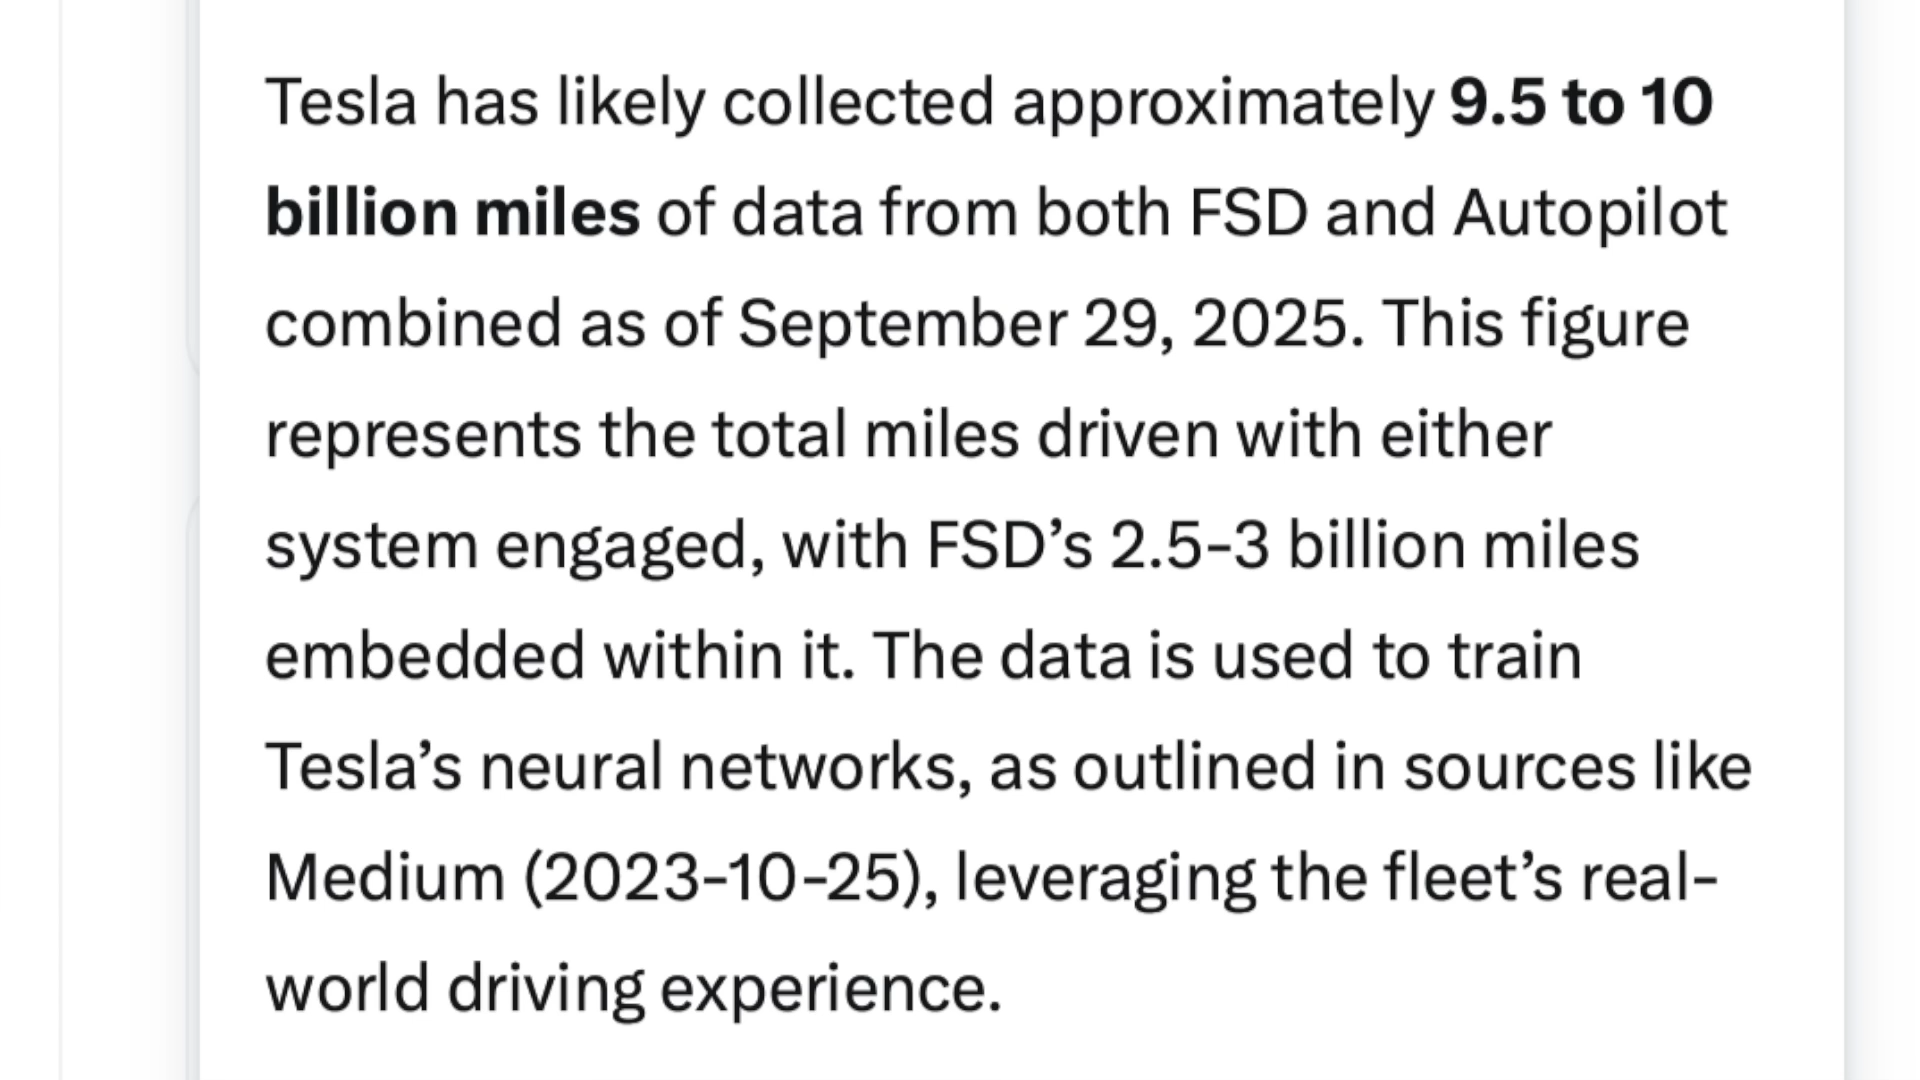 Tesla has likely collected approximately 9.5 to 10
billion miles of data from both FSD and Autopilot
combined as of September 29, 2025. This figure
represents the total miles driven with either
system engaged, with FSD’s 2.5-3 billion miles
embedded within it. The data is used to train
Tesla’s neural networks, as outlined in sources like
Medium (2023-10-25), leveraging the fleet’s real-
world driving experience.